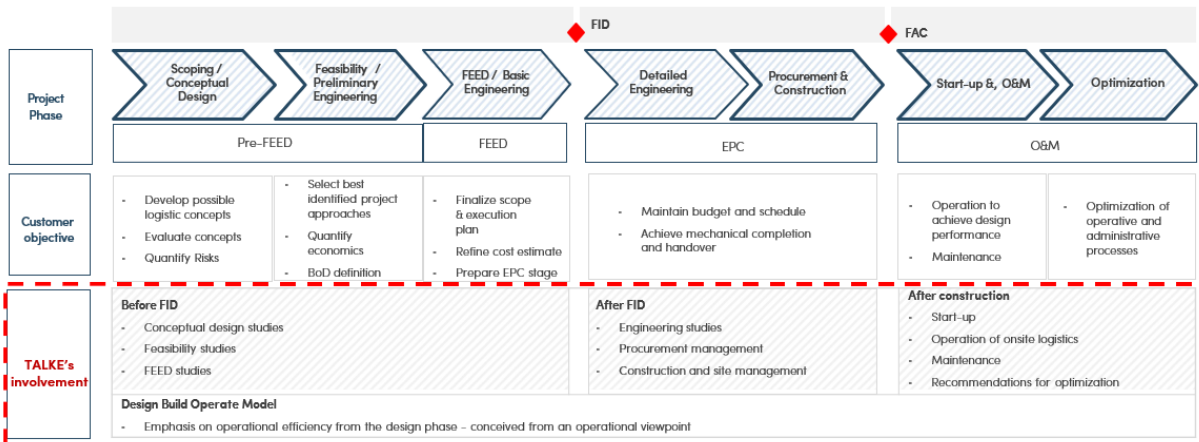 FID
FAC
Project
Phase
Scoping /
Conceptual
Design
Feasibility /
Preliminary
Engineering
FEED / Basic
Engineering
Detailed
Engineering
Procurement &
Construction
Start-up &, O&M
Optimization
Pre-FEED
FEED
EPC
O&M
Customer
objective
- Develop possible
logistic concepts
- Evaluate concepts
- Quantify Risks
- Select best
identified project
approaches
- Quantify
economics
- BoD definition
- Finalize scope
& execution
plan
- Refine cost estimate
- Prepare EPC stage
- Maintain budget and schedule
- Achieve mechanical completion
and handover
- Operation to
achieve design
performance
- Maintenance
- Optimization of
operative and
administrative
processes
TALKE's
involvement
Before FID
- Conceptual design studies
- Feasibility studies
- FEED studies
After FID
- Engineering studies
- Procurement management
- Construction and site management
After construction
- Start-up
- Operation of onsite logistics
- Maintenance
- Recommendations for optimization
Design Build Operate Model
- Emphasis on operational efficiency from the design phase – conceived from an operational viewpoint